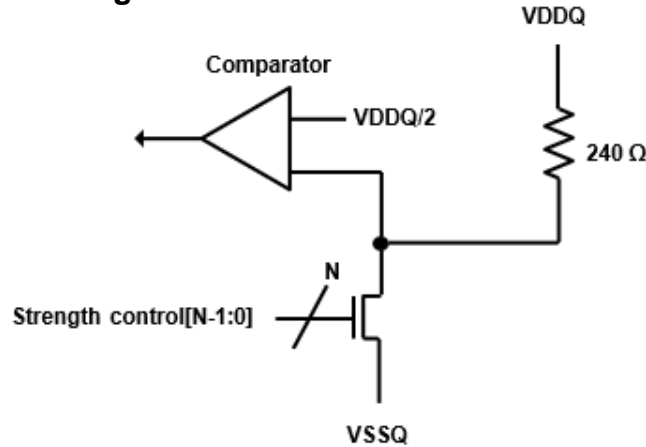 VDDQ
Comparator
VDDQ/2
240 Ω
N
Strength control[N-1:0]
VSSQ